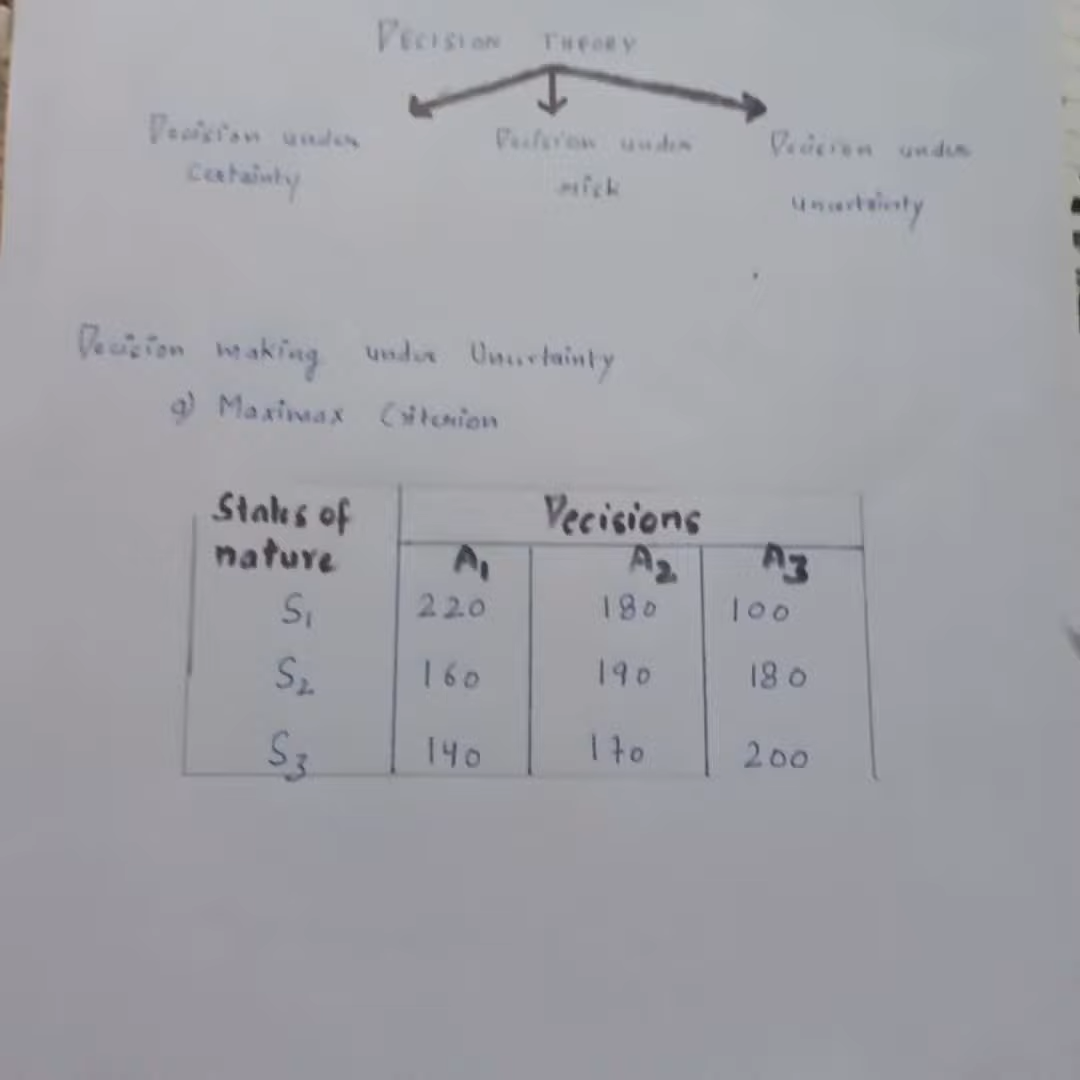 DECISION THEORY
Decision under certainty
Decision under risk
Decision under uncertainty
Decision making under Uncertainty
a) Maximax Criterion
States of nature Decisions
A1 A2 A3
S1 220 180 100
S2 160 190 180
S3 140 170 200